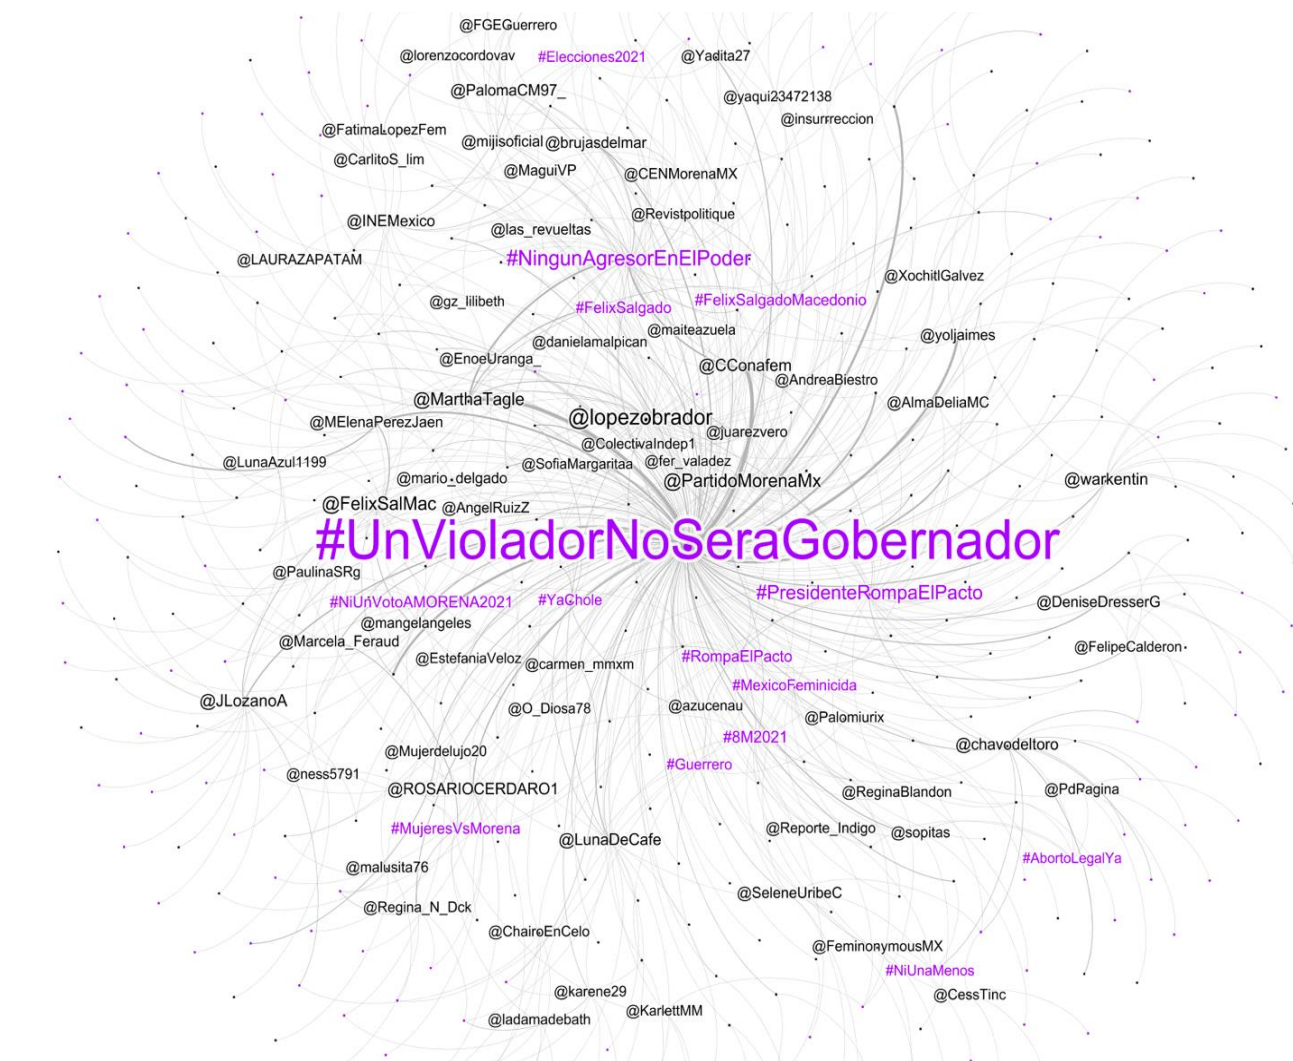 @FGEGuerrero
@lorenzocordovav
#Elecciones2021
@Yadita27
@PalomaCM97_
@yaqui23472138
@insurrreccion
@FatimaLopezFem
@mijisoficial
@brujasdelmar
@CarlitoS_lim
@MaguiVP
@CENMorenaMX
@INEMexico
@Revistpolitique
@las_revueltas
@LAURAZAPATAM
#NingunAgresorEnElPoder
@XochitlGalvez
@gz_lilibeth
#FelixSalgado
#FelixSalgadoMacedonio
@maiteazuela
@yoljaimes
@danielamalpican
@EnoeUranga_
@CConafem
@AndreaBiestro
@MarthaTagle
@AlmaDeliaMC
@MElenaPerezJaen
@lopezobrador
@juarezvero
@ColectivaIndep1
@LunaAzul1199
@SofiaMargaritaa
@fer_valadez
@mario_delgado
@PartidoMorenaMx
@warkentin
@FelixSalMac
@AngelRuizZ
#UnVioladorNoSeraGobernador
@PaulinaSRg
#NiUnVotoAMORENA2021
#YaChole
#PresidenteRompaElPacto
@DeniseDresserG
@mangelangeles
@Marcela_Feraud
@EstefaniaVeloz
@carmen_mmxm
#RompaElPacto
@FelipeCalderon
#MexicoFeminicida
@JLozanoA
@O_Diosa78
@azucenau
@Palomiurix
#8M2021
@chavodeltoro
@Mujerdelujo20
#Guerrero
@ness5791
@ROSARIOCERDARO1
@ReginaBlandon
@PdPagina
#MujeresVsMorena
@LunaDeCafe
@Reporte_Indigo
@sopitas
#AbortoLegalYa
@malusita76
@SeleneUribeC
@Regina_N_Dck
@ChairoEnCelo
@FeminonymousMX
#NiUnaMenos
@karene29
@CessTinc
@KarlettMM
@ladamadebath